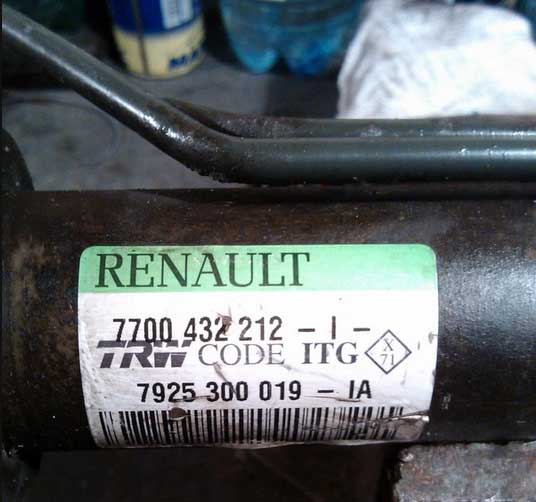 RENAULT
7700 432 212 - I -
TRW CODE ITG X 71
7925 300 019 - IA